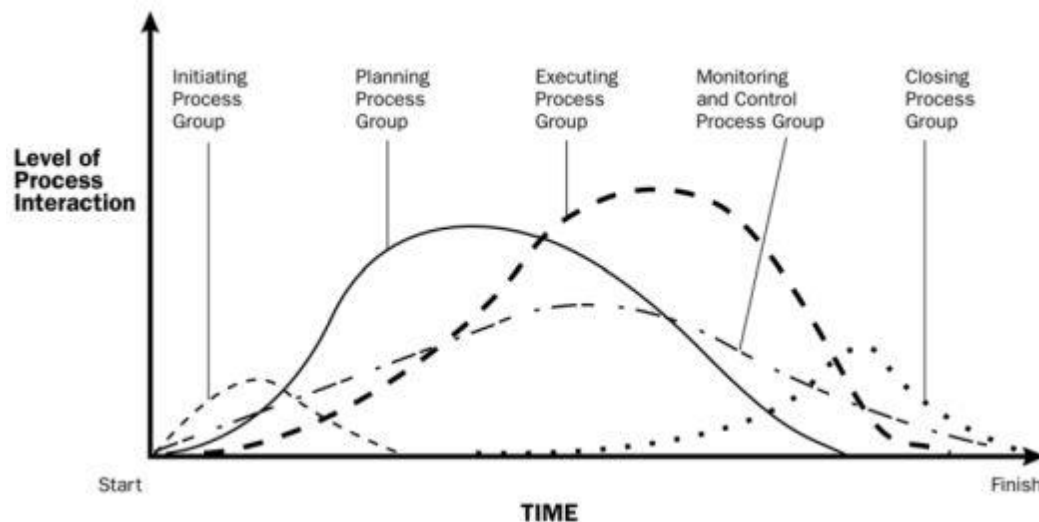 Initiating
Process
Group
Planning
Process
Group
Executing
Process
Group
Monitoring
and Control
Process Group
Closing
Process
Group
Level of
Process
Interaction
Start
Finish
TIME